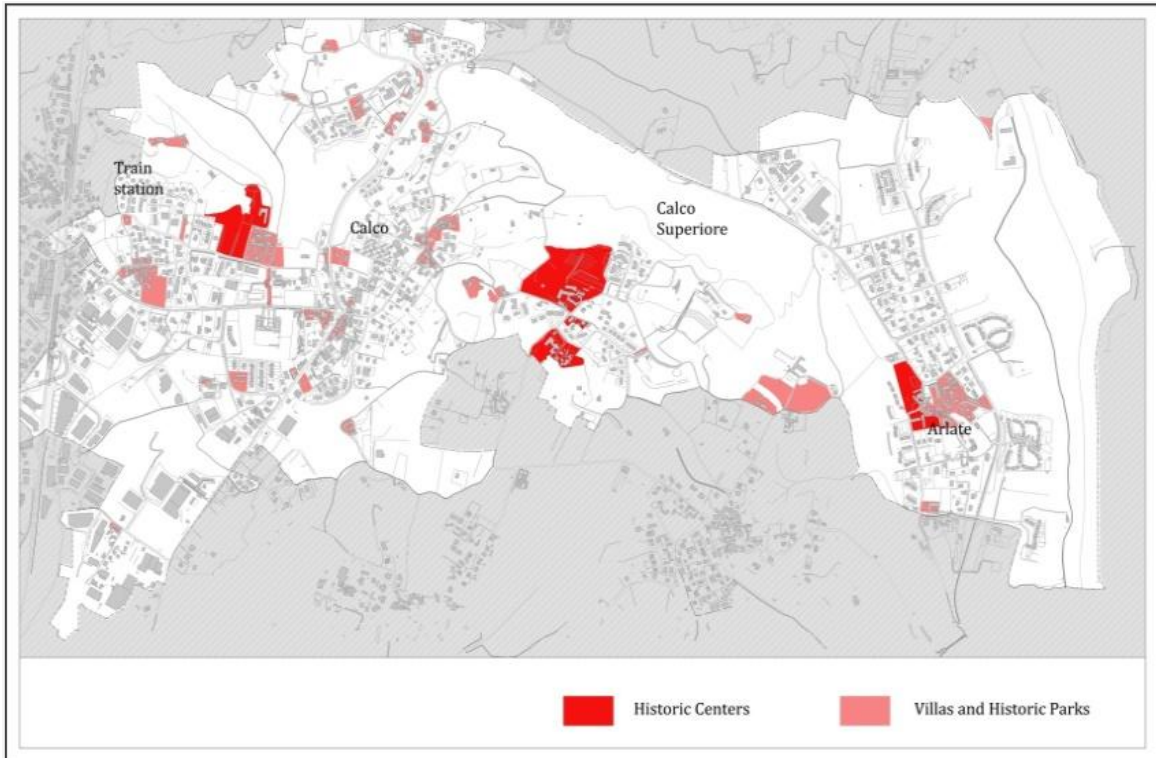 Train
station
Calco
Calco
Superiore
Arlate
Historic Centers
Villas and Historic Parks